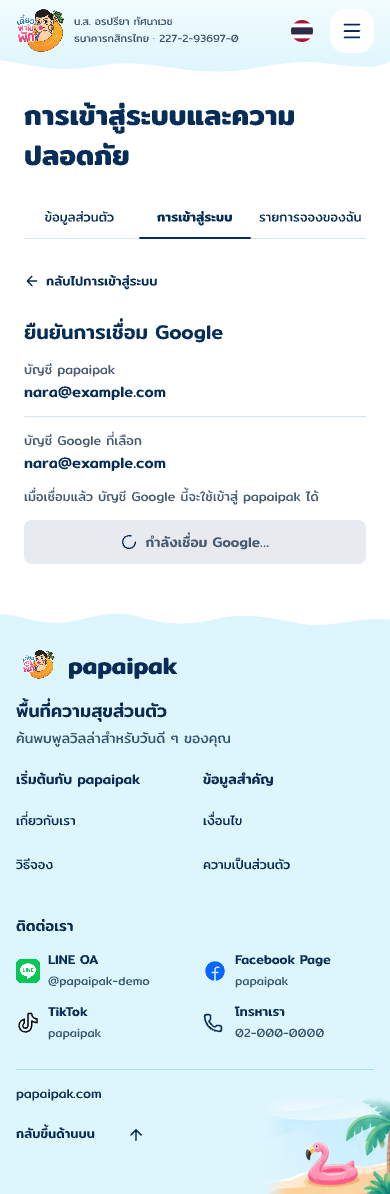 น.ส. อรปรียา ทัศนาเวช
ธนาคารกสิกรไทย · 227-2-93697-0
การเข้าสู่ระบบและความ
ปลอดภัย
ข้อมูลส่วนตัว
การเข้าสู่ระบบ
รายการจองของฉัน
← กลับไปการเข้าสู่ระบบ
ยืนยันการเชื่อม Google
บัญชี papaipak
nara@example.com
บัญชี Google ที่เลือก
nara@example.com
เมื่อเชื่อมแล้ว บัญชี Google นี้จะใช้เข้าสู่ papaipak ได้
กำลังเชื่อม Google…
papaipak
พื้นที่ความสุขส่วนตัว
ค้นพบพูลวิลล่าสำหรับวันดี ๆ ของคุณ
เริ่มต้นกับ papaipak
ข้อมูลสำคัญ
เกี่ยวกับเรา
เงื่อนไข
วิธีจอง
ความเป็นส่วนตัว
ติดต่อเรา
LINE OA
@papaipak-demo
Facebook Page
papaipak
TikTok
papaipak
โทรหาเรา
02-000-0000
papaipak.com
กลับขึ้นด้านบน ↑